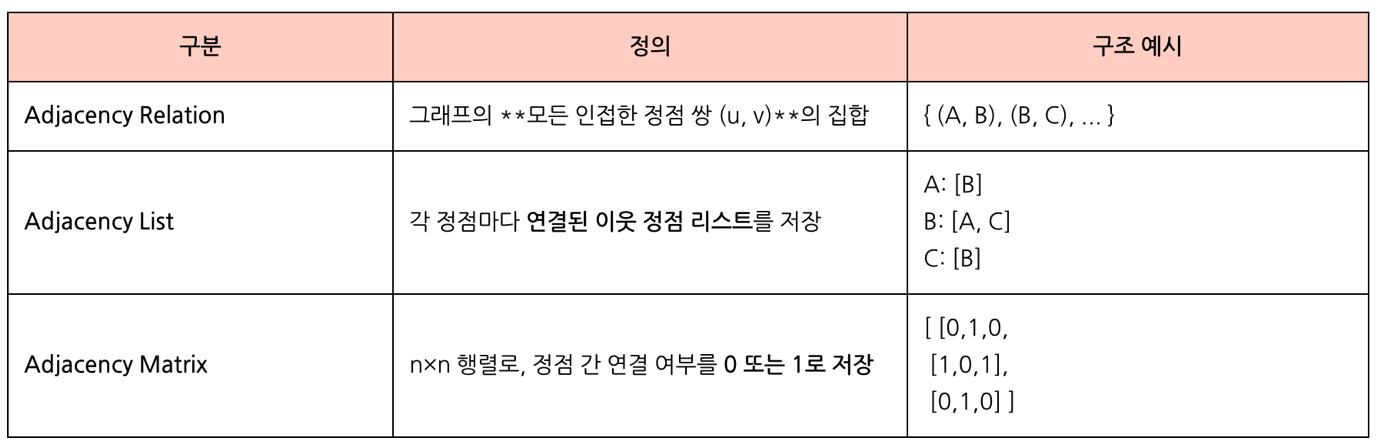 구분 정의 구조 예시
Adjacency Relation 그래프의 **모든 인접한 정점 쌍 (u, v)**의 집합 { (A, B), (B, C), ... }
Adjacency List 각 정점마다 연결된 이웃 정점 리스트를 저장 A: [B]
B: [A, C]
C: [B]
Adjacency Matrix n×n 행렬로, 정점 간 연결 여부를 0 또는 1로 저장 [ [0,1,0,
[1,0,1],
[0,1,0] ]